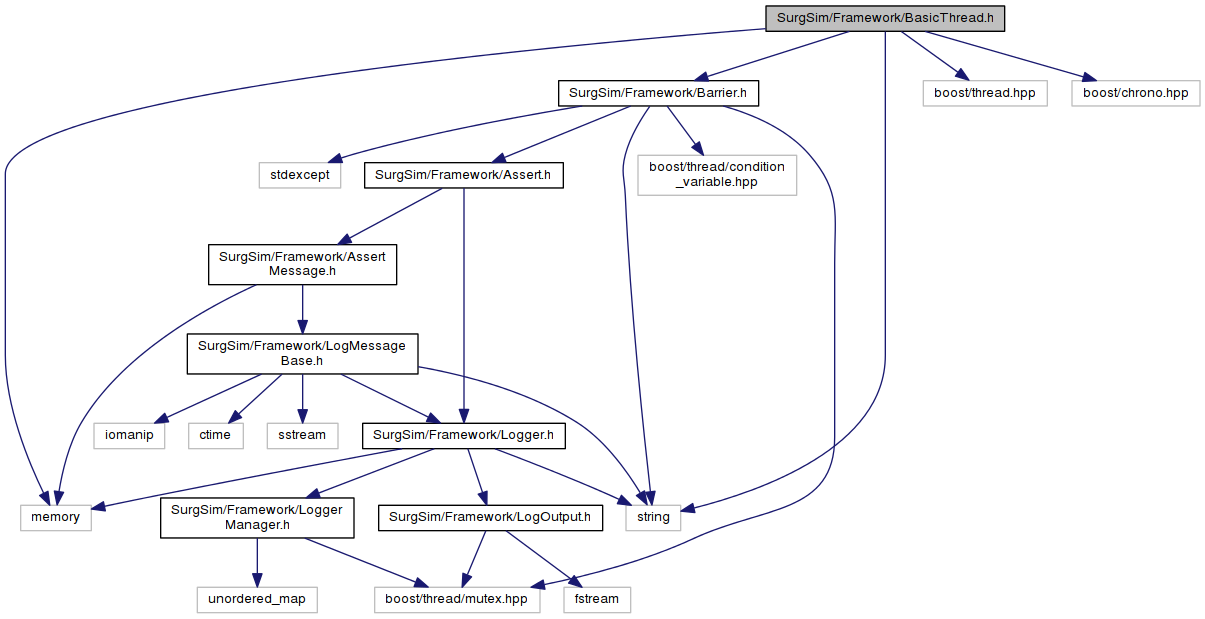 SurgSim/Framework/BasicThread.h
SurgSim/Framework/Barrier.h
boost/thread.hpp
boost/chrono.hpp
stdexcept
SurgSim/Framework/Assert.h
boost/thread/condition
_variable.hpp
SurgSim/Framework/Assert
Message.h
SurgSim/Framework/LogMessage
Base.h
iomanip
ctime
sstream
SurgSim/Framework/Logger.h
memory
SurgSim/Framework/Logger
Manager.h
SurgSim/Framework/LogOutput.h
string
unordered_map
boost/thread/mutex.hpp
fstream